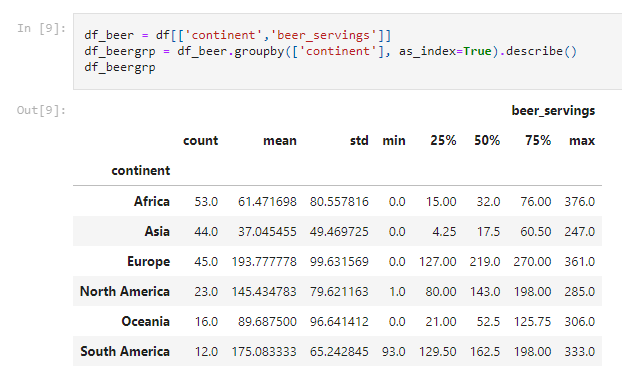 In [9]:
df_beer = df[['continent','beer_servings']]
df_beergrp = df_beer.groupby(['continent'], as_index=True).describe()
df_beergrp
Out[9]:
beer_servings
count mean std min 25% 50% 75% max
continent
Africa 53.0 61.471698 80.557816 0.0 15.00 32.0 76.00 376.0
Asia 44.0 37.045455 49.469725 0.0 4.25 17.5 60.50 247.0
Europe 45.0 193.777778 99.631569 0.0 127.00 219.0 270.00 361.0
North America 23.0 145.434783 79.621163 1.0 80.00 143.0 198.00 285.0
Oceania 16.0 89.687500 96.641412 0.0 21.00 52.5 125.75 306.0
South America 12.0 175.083333 65.242845 93.0 129.50 162.5 198.00 333.0